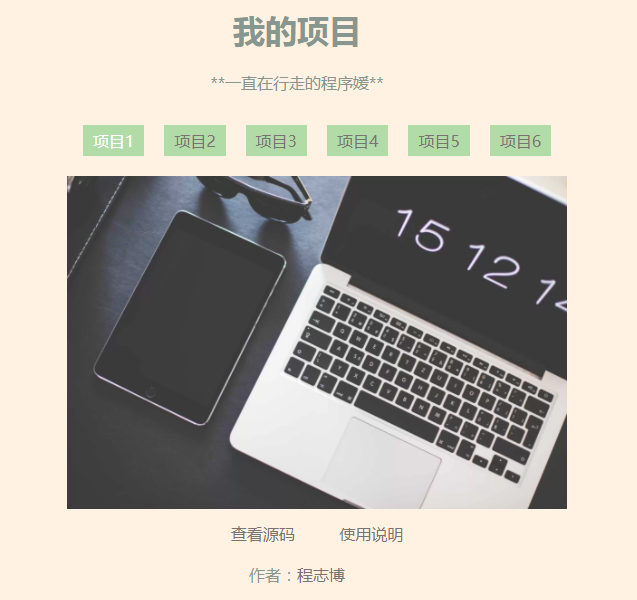 我的项目
**一直在行走的程序媛**
项目1 项目2 项目3 项目4 项目5 项目6
15 12 14
查看源码 使用说明
作者：程志博